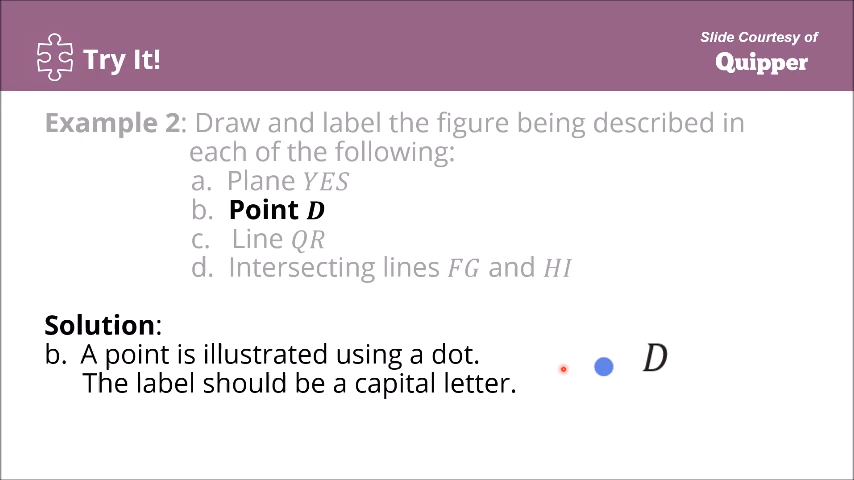 Slide Courtesy of
Quipper
Try It!
Example 2: Draw and label the figure being described in
each of the following:
a. Plane YES
b. Point D
c. Line QR
d. Intersecting lines FG and HI
Solution:
b. A point is illustrated using a dot.
The label should be a capital letter.
D